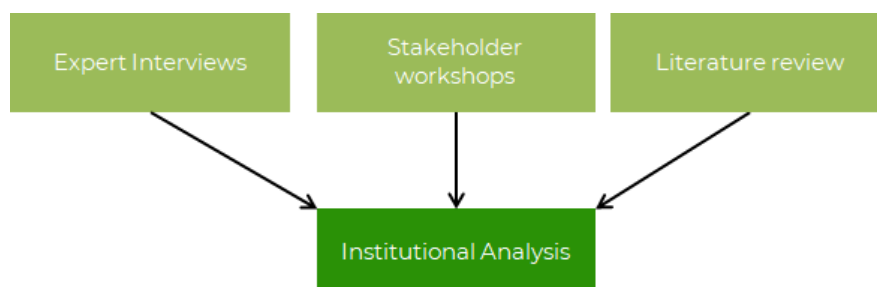 Expert Interviews
Stakeholder
workshops
Literature review
Institutional Analysis